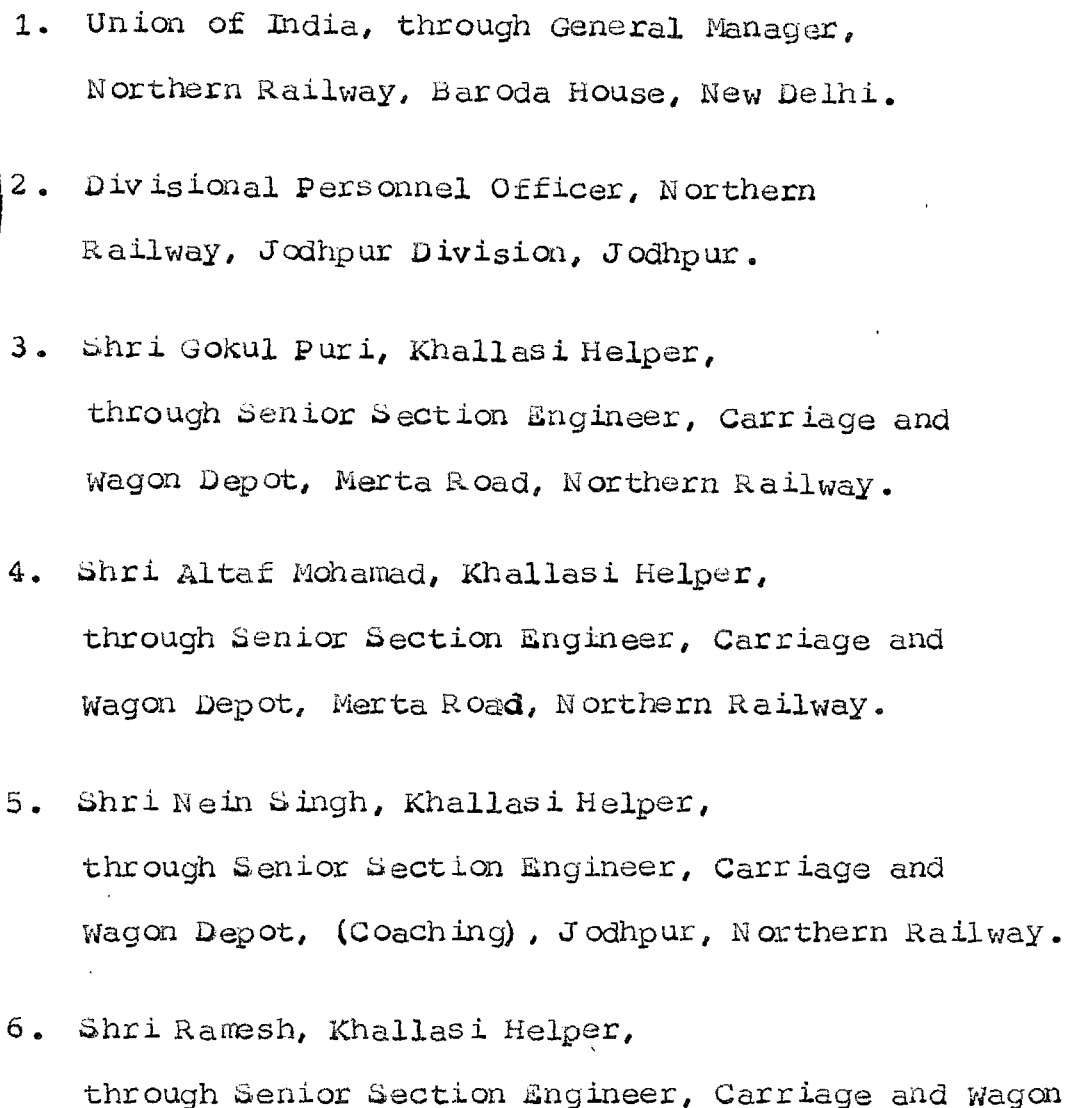 1. Union of India, through General Manager,
Northern Railway, Baroda House, New Delhi.
2. Divisional Personnel Officer, Northern
Railway, Jodhpur Division, Jodhpur.
3. Shri Gokul Puri, Khallasi Helper,
through Senior Section Engineer, Carriage and
Wagon Depot, Merta Road, Northern Railway.
4. Shri Altaf Mohamad, Khallasi Helper,
through Senior Section Engineer, Carriage and
Wagon Depot, Merta Road, Northern Railway.
5. Shri Nein Singh, Khallasi Helper,
through Senior Section Engineer, Carriage and
Wagon Depot, (Coaching), Jodhpur, Northern Railway.
6. Shri Ramesh, Khallasi Helper,
through Senior Section Engineer, Carriage and Wagon